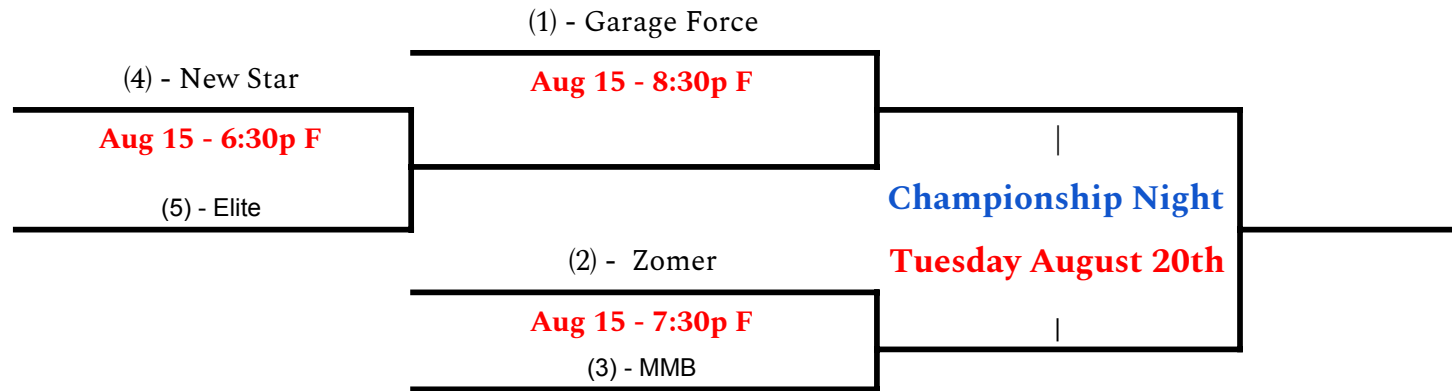 (1) - Garage Force
(4) - New Star
Aug 15 - 8:30p F
Aug 15 - 6:30p F
|
Championship Night
(5) - Elite
(2) - Zomer
Tuesday August 20th
Aug 15 - 7:30p F
|
(3) - MMB